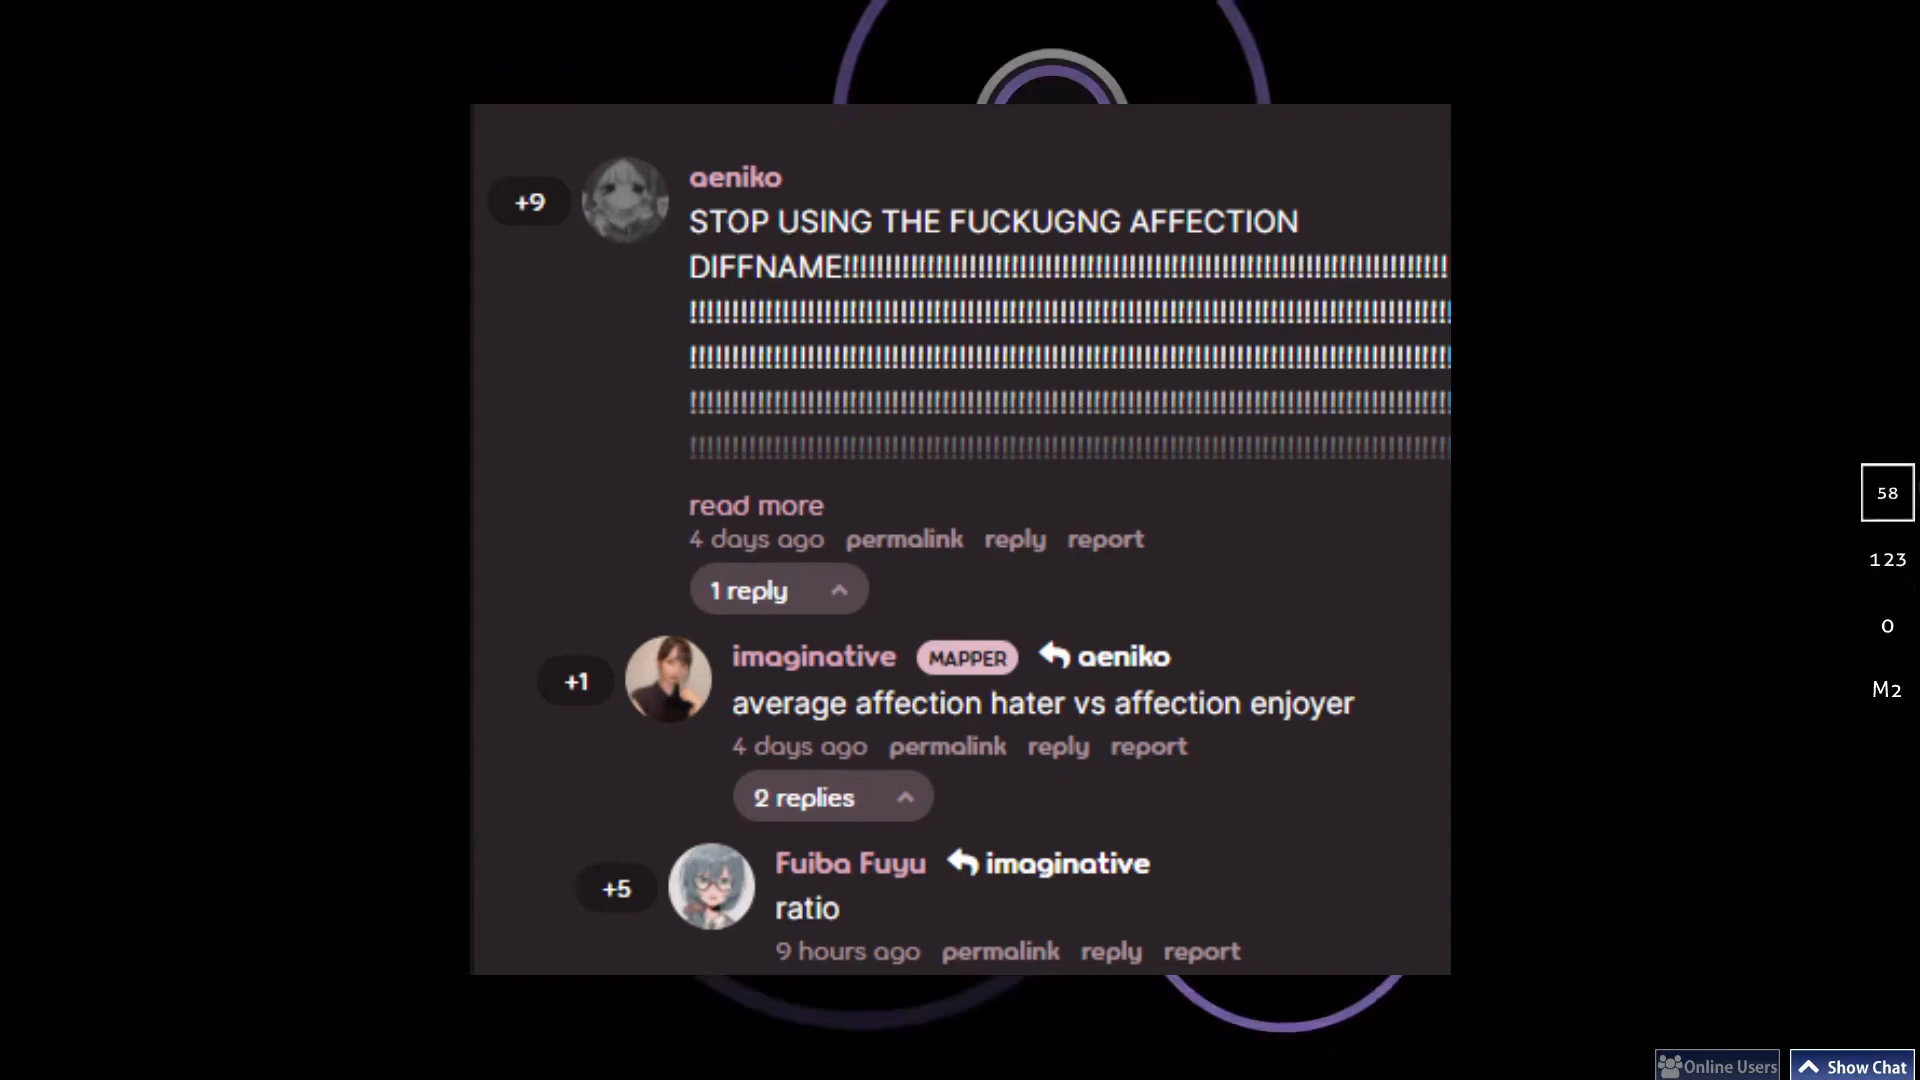 +9
aeniko
STOP USING THE FUCKUGNG AFFECTION
DIFFNAME!!!!!!!!!!!!!!!!!!!!!!!!!!!!!!!!!!!!!!!!!!!!!!!!!!!!!!!!!!!!!!!!!!!!!!!!!
!!!!!!!!!!!!!!!!!!!!!!!!!!!!!!!!!!!!!!!!!!!!!!!!!!!!!!!!!!!!!!!!!!!!!!!!!!!!!!!!!!!!!!!!!!!
!!!!!!!!!!!!!!!!!!!!!!!!!!!!!!!!!!!!!!!!!!!!!!!!!!!!!!!!!!!!!!!!!!!!!!!!!!!!!!!!!!!!!!!!!!!
!!!!!!!!!!!!!!!!!!!!!!!!!!!!!!!!!!!!!!!!!!!!!!!!!!!!!!!!!!!!!!!!!!!!!!!!!!!!!!!!!!!!!!!!!!!
!!!!!!!!!!!!!!!!!!!!!!!!!!!!!!!!!!!!!!!!!!!!!!!!!!!!!!!!!!!!!!!!!!!!!!!!!!!!!!!!!!!!!!!!!!!
read more
4 days ago permalink reply report
1 reply
+1
imaginative MAPPER aeniko
average affection hater vs affection enjoyer
4 days ago permalink reply report
2 replies
+5
Fuiba Fuyu imaginative
ratio
9 hours ago permalink reply report
58
123
0
M2
Online Users
Show Chat